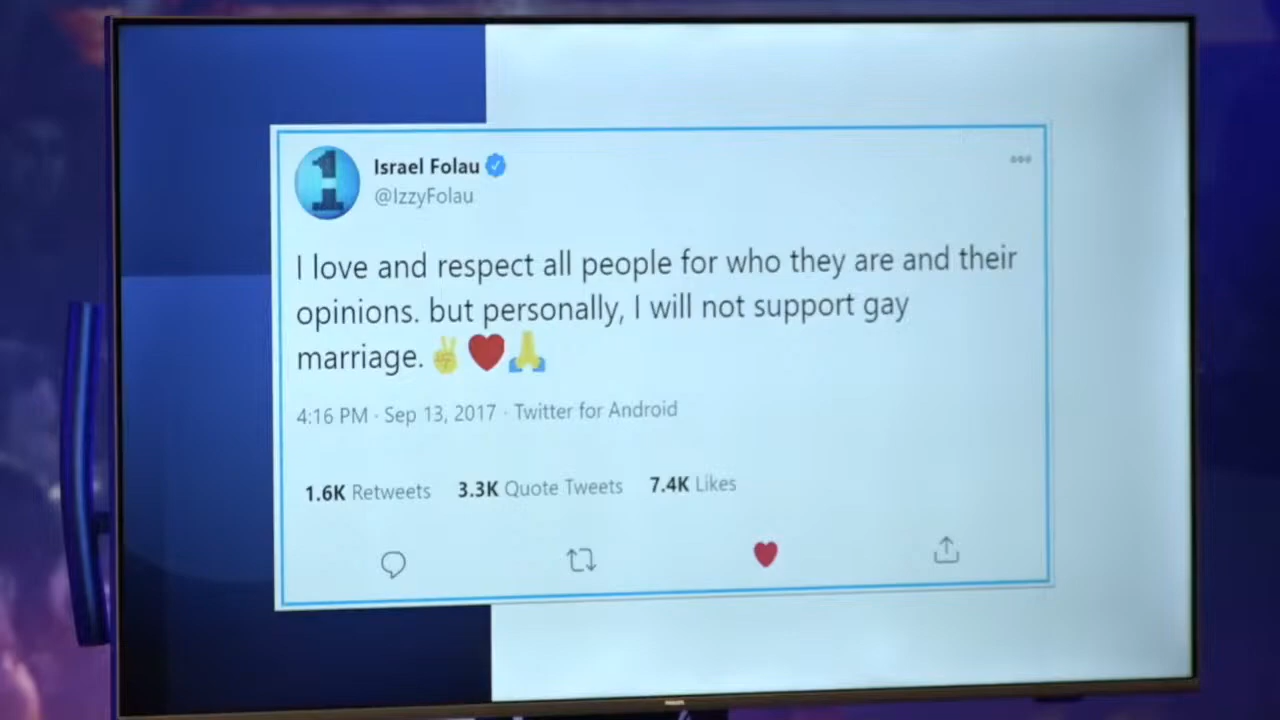 1
Israel Folau
@IzzyFolau
I love and respect all people for who they are and their
opinions. but personally, I will not support gay
marriage. ✌️❤️🙏
4:16 PM · Sep 13, 2017 · Twitter for Android
1.6K Retweets 3.3K Quote Tweets 7.4K Likes